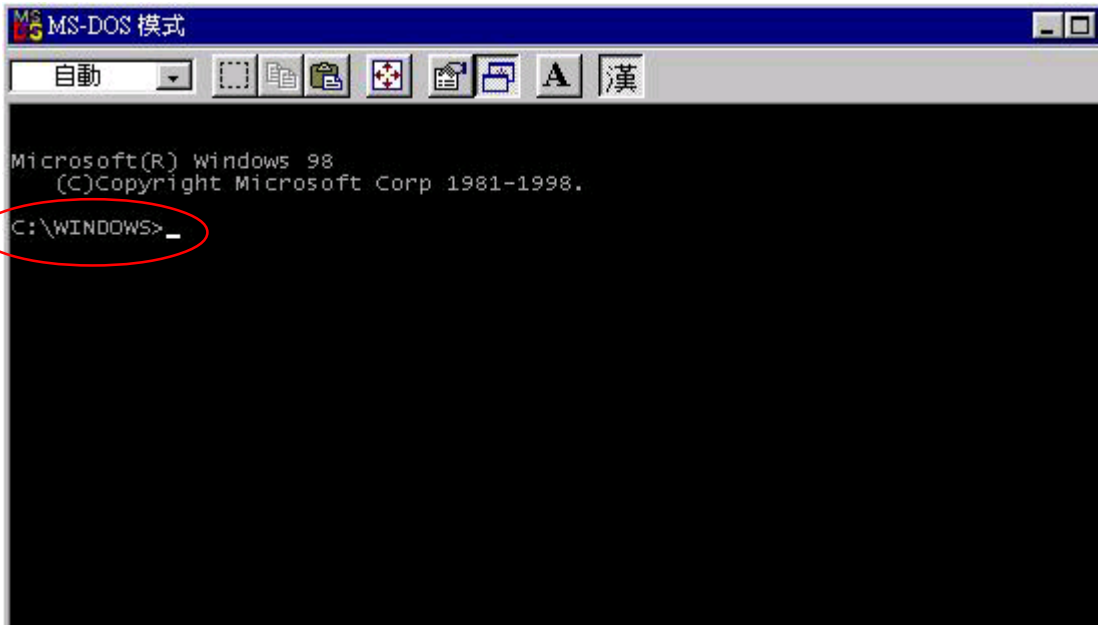 MS-DOS 模式
自動 A 漢
Microsoft(R) Windows 98
(C)Copyright Microsoft Corp 1981-1998.
C:\WINDOWS>_